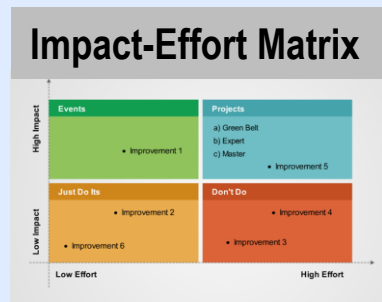 Impact-Effort Matrix
High Impact
Events
Improvement 1
Projects
a) Green Belt
b) Expert
c) Master
Improvement 5
Low Impact
Just Do Its
Improvement 2
Improvement 6
Don't Do
Improvement 4
Improvement 3
Low Effort
High Effort